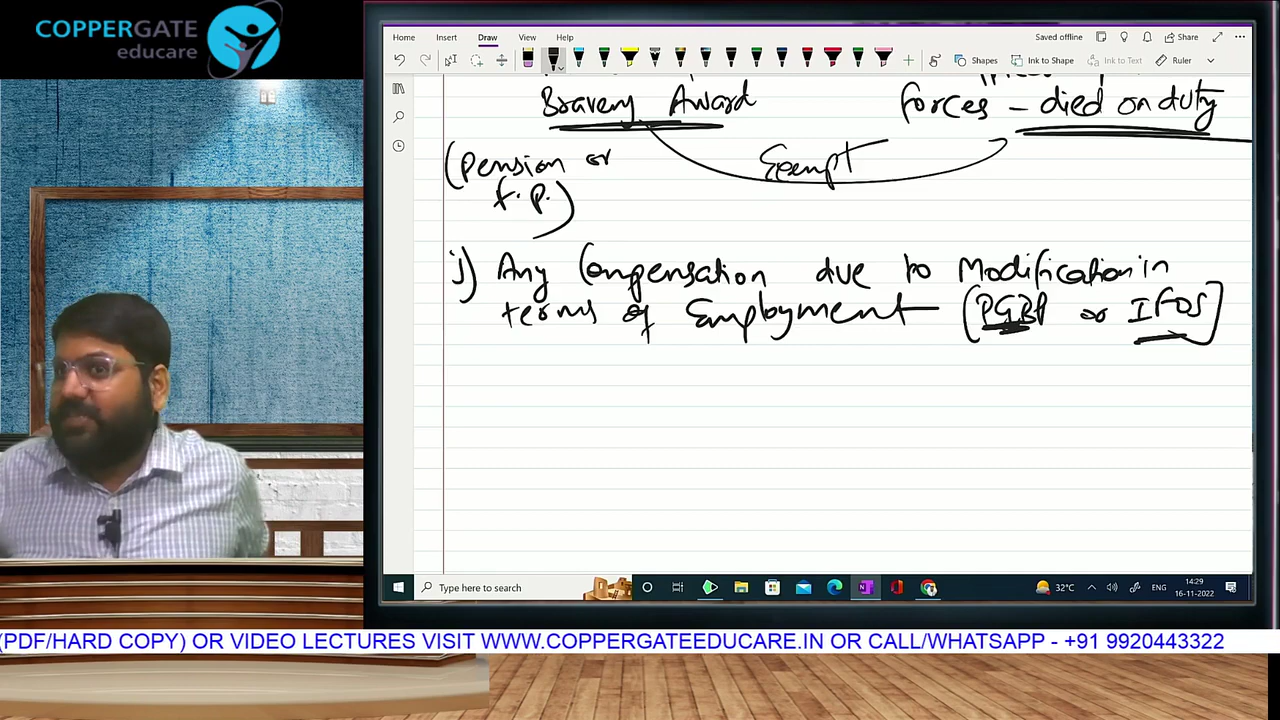 COPPERGATE
educare
Home Insert Draw View Help
Saved offline
Share
Shapes
Ink to Shape
Ink to Text
Ruler
Bravery Award
forces - died on duty
(Pension or
f.p.)
Exempt
j) Any Compensation due to Modification in
terms of Employment (PGBP or IFOS)
Type here to search
32°C
ENG
14:29
16-11-2022
(PDF/HARD COPY) OR VIDEO LECTURES VISIT WWW.COPPERGATEEDUCARE.IN OR CALL/WHATSAPP - +91 9920443322